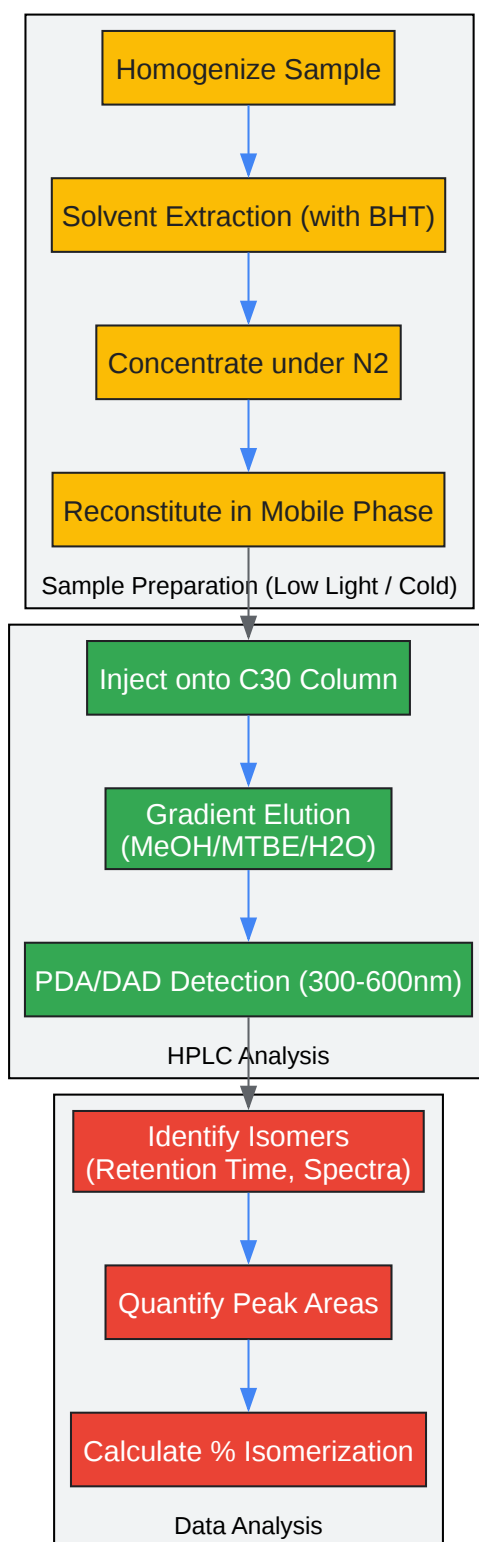 Homogenize Sample
Solvent Extraction (with BHT)
Concentrate under N2
Reconstitute in Mobile Phase
Sample Preparation (Low Light / Cold)
Inject onto C30 Column
Gradient Elution
(MeOH/MTBE/H2O)
PDA/DAD Detection (300-600nm)
HPLC Analysis
Identify Isomers
(Retention Time, Spectra)
Quantify Peak Areas
Calculate % Isomerization
Data Analysis